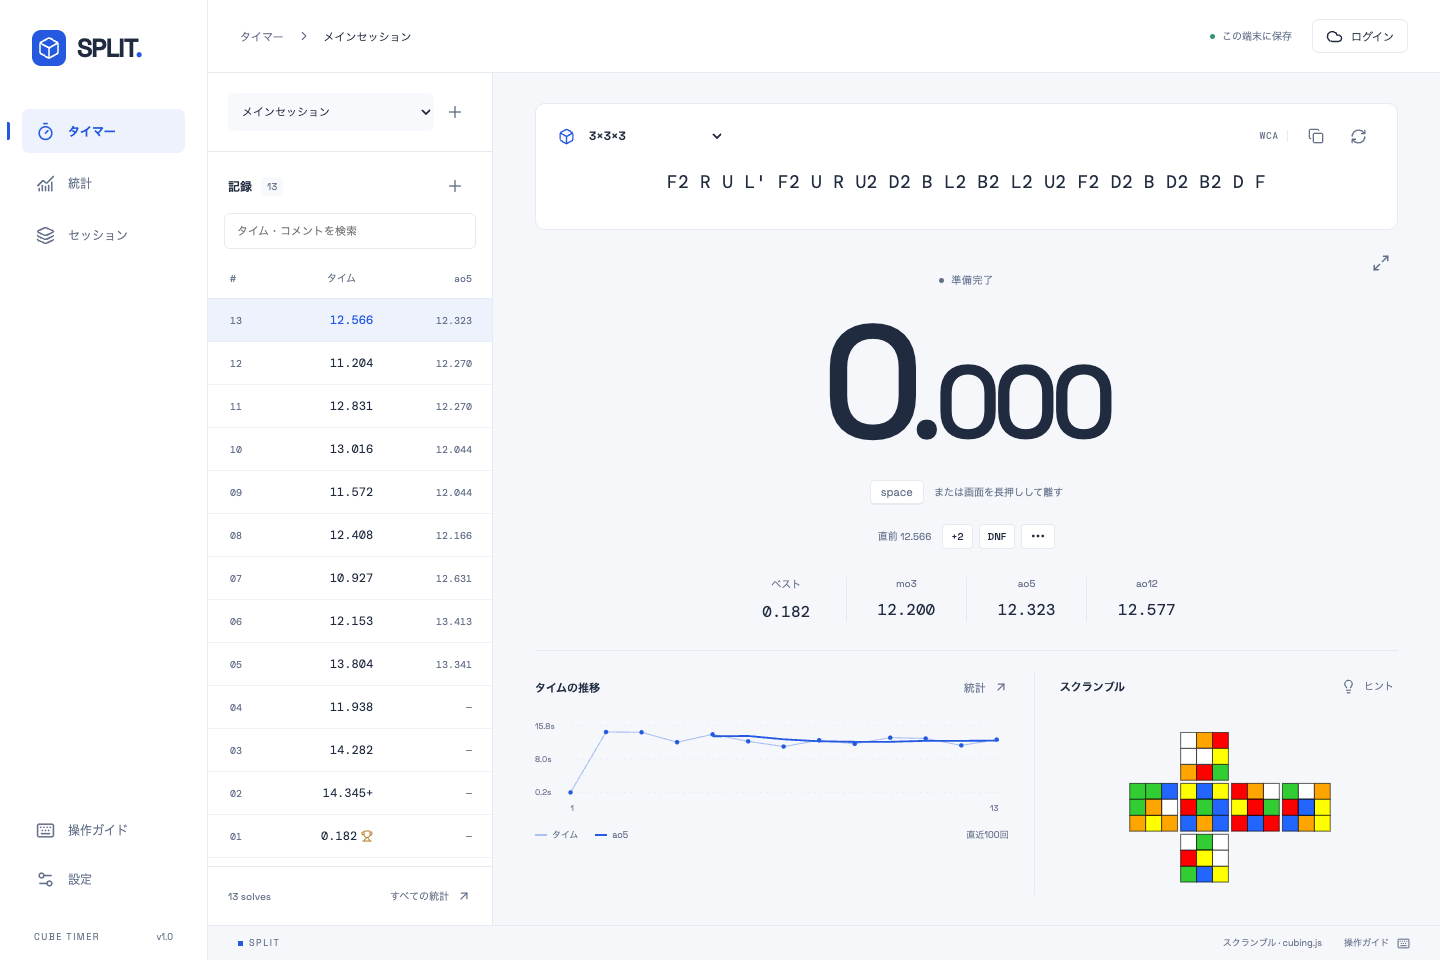 SPLIT.
タイマー
統計
セッション
操作ガイド
設定
CUBE TIMER v1.0
タイマー メインセッション
この端末に保存
ログイン
メインセッション
記録 13
タイム・コメントを検索
# タイム ao5
13 12.566 12.323
12 11.204 12.270
11 12.831 12.270
10 13.016 12.044
09 11.572 12.044
08 12.408 12.166
07 10.927 12.631
06 12.153 13.413
05 13.804 13.341
04 11.938 —
03 14.282 —
02 14.345+ —
01 0.182 —
13 solves すべての統計
3×3×3
WCA
F2 R U L' F2 U R U2 D2 B L2 B2 L2 U2 F2 D2 B D2 B2 D F
準備完了
0.000
space または画面を長押しして離す
直前 12.566 +2 DNF •••
ベスト mo3 ao5 ao12
0.182 12.200 12.323 12.577
タイムの推移 統計
15.8s
8.0s
0.2s
1 13
タイム ao5 直近100回
スクランブル ヒント
SPLIT
スクランブル · cubing.js 操作ガイド